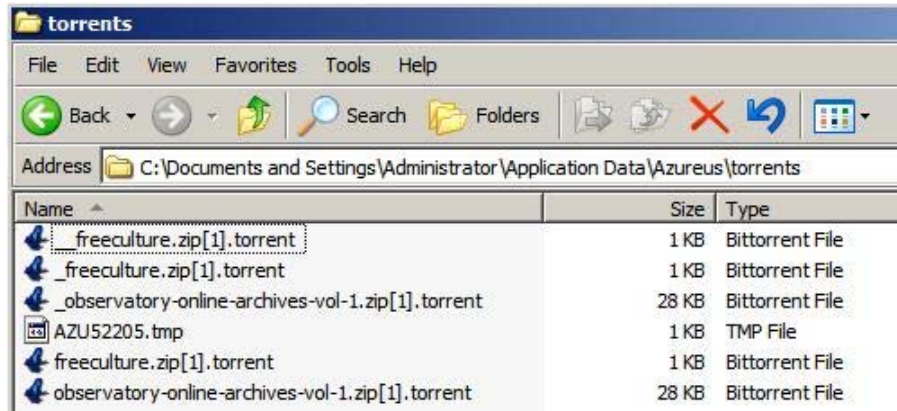 torrents
File Edit View Favorites Tools Help
Back Search Folders
Address C:\Documents and Settings\Administrator\Application Data\Azureus\torrents
Name Size Type
__freeculture.zip[1].torrent 1 KB Bittorrent File
_freeculture.zip[1].torrent 1 KB Bittorrent File
_observatory-online-archives-vol-1.zip[1].torrent 28 KB Bittorrent File
AZU52205.tmp 1 KB TMP File
freeculture.zip[1].torrent 1 KB Bittorrent File
observatory-online-archives-vol-1.zip[1].torrent 28 KB Bittorrent File